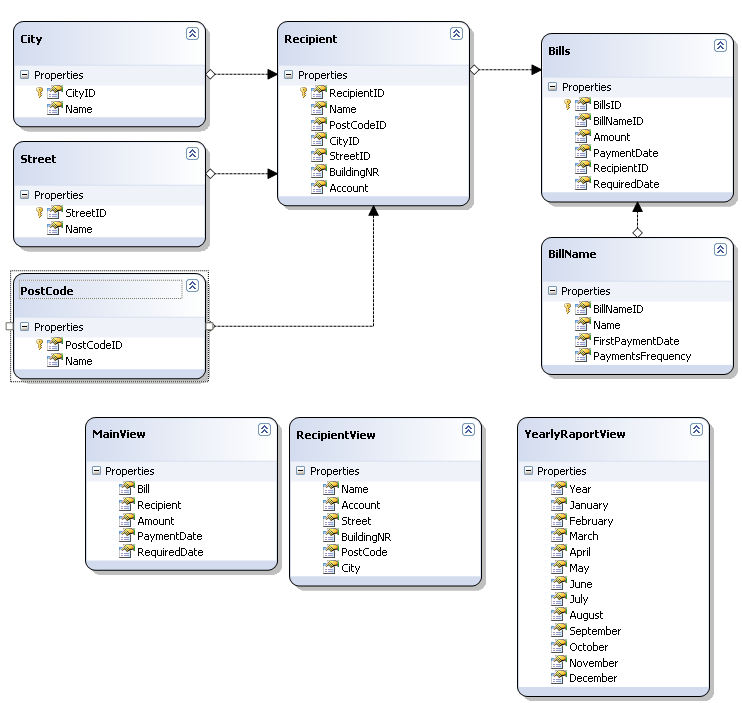 City
Properties
CityID
Name
Street
Properties
StreetID
Name
PostCode
Properties
PostCodeID
Name
Recipient
Properties
RecipientID
Name
PostCodeID
CityID
StreetID
BuildingNR
Account
Bills
Properties
BillsID
BillNameID
Amount
PaymentDate
RecipientID
RequiredDate
BillName
Properties
BillNameID
Name
FirstPaymentDate
PaymentsFrequency
MainView
Properties
Bill
Recipient
Amount
PaymentDate
RequiredDate
RecipientView
Properties
Name
Account
Street
BuildingNR
PostCode
City
YearlyRaportView
Properties
Year
January
February
March
April
May
June
July
August
September
October
November
December